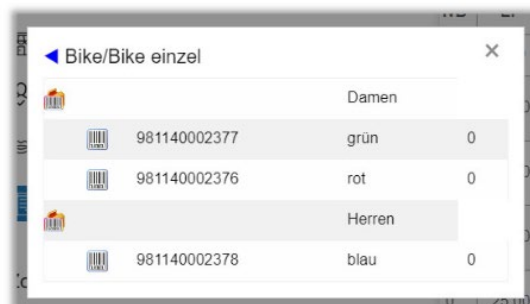 Bike/Bike einzel ×
Damen
981140002377 grün 0
981140002376 rot 0
Herren
981140002378 blau 0